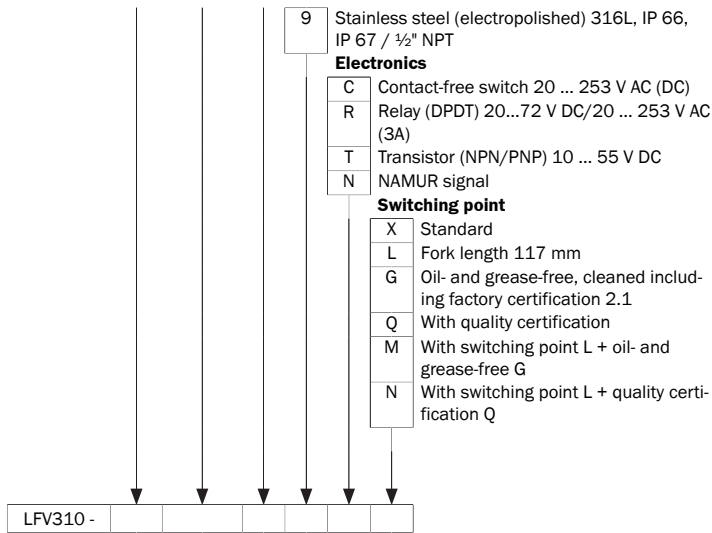 9 Stainless steel (electropolished) 316L, IP 66,
IP 67 / ½" NPT
Electronics
C Contact-free switch 20 ... 253 V AC (DC)
R Relay (DPDT) 20...72 V DC/20 ... 253 V AC
(3A)
T Transistor (NPN/PNP) 10 ... 55 V DC
N NAMUR signal
Switching point
X Standard
L Fork length 117 mm
G Oil- and grease-free, cleaned includ-
ing factory certification 2.1
Q With quality certification
M With switching point L + oil- and
grease-free G
N With switching point L + quality certi-
fication Q
LFV310 -